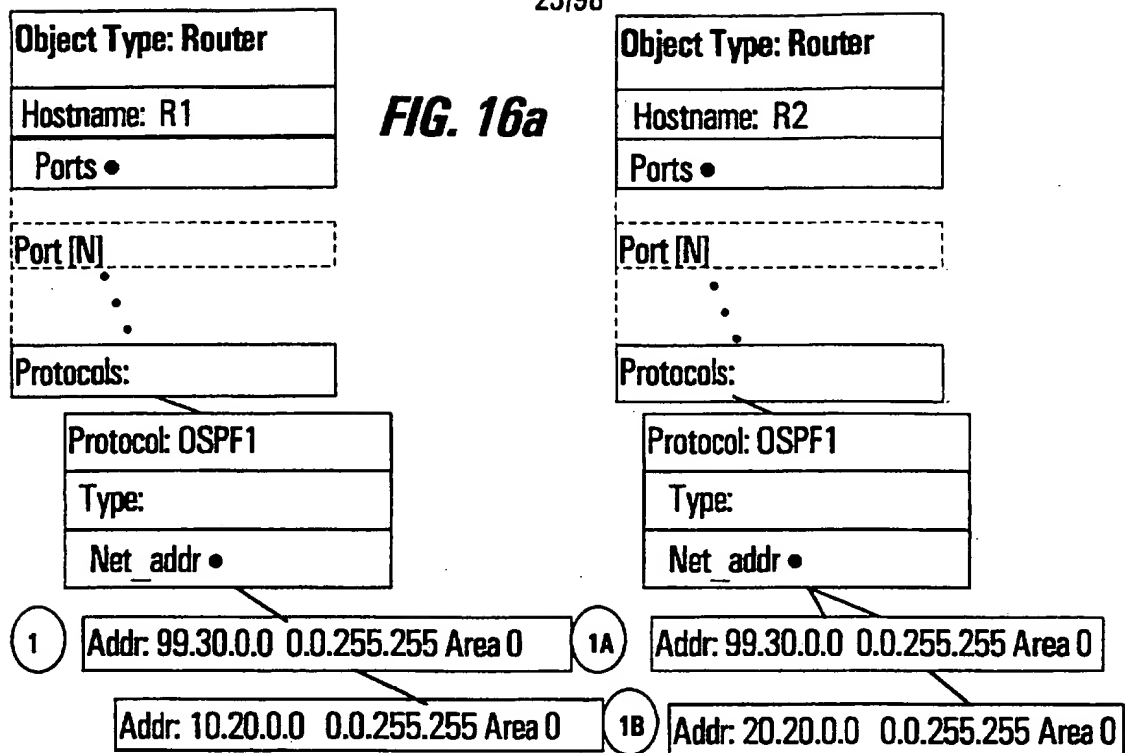 25/98
Object Type: Router
Hostname: R1
Ports
Port [N]
Protocols:
Protocol: OSPF1
Type:
Net_addr
1
Addr: 99.30.0.0 0.0.255.255 Area 0
Addr: 10.20.0.0 0.0.255.255 Area 0
FIG. 16a
Object Type: Router
Hostname: R2
Ports
Port [N]
Protocols:
Protocol: OSPF1
Type:
Net_addr
1A
Addr: 99.30.0.0 0.0.255.255 Area 0
1B
Addr: 20.20.0.0 0.0.255.255 Area 0